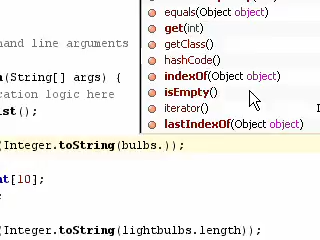 equals(Object object)
get(int)
getClass()
hashCode()
indexOf(Object object)
isEmpty()
iterator()
lastIndexOf(Object object)
and line arguments
(String[] args) {
ration logic here
ist();
(Integer.toString(bulbs.));
t[10];
(Integer.toString(lightbulbs.length));